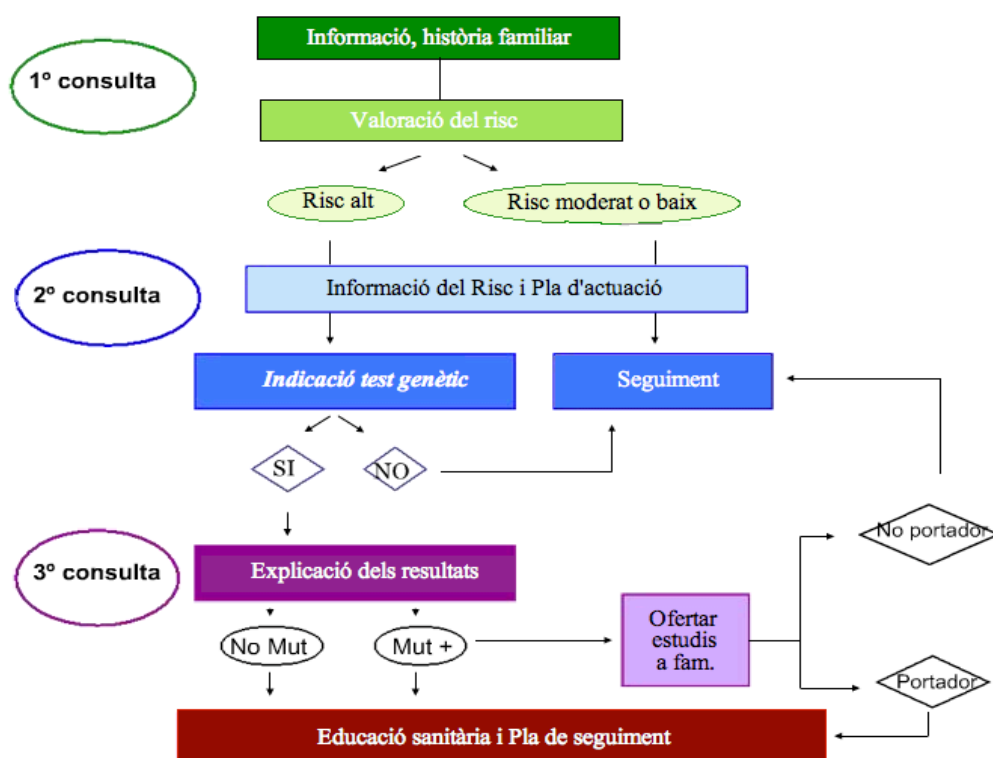 Informació, història familiar
1º consulta
Valoració del risc
Risc alt
Risc moderat o baix
2º consulta
Informació del Risc i Pla d'actuació
Indicació test genètic
Seguiment
SI
NO
No portador
3º consulta
Explicació dels resultats
Ofertar
estudis
a fam.
No Mut
Mut +
Portador
Educació sanitària i Pla de seguiment